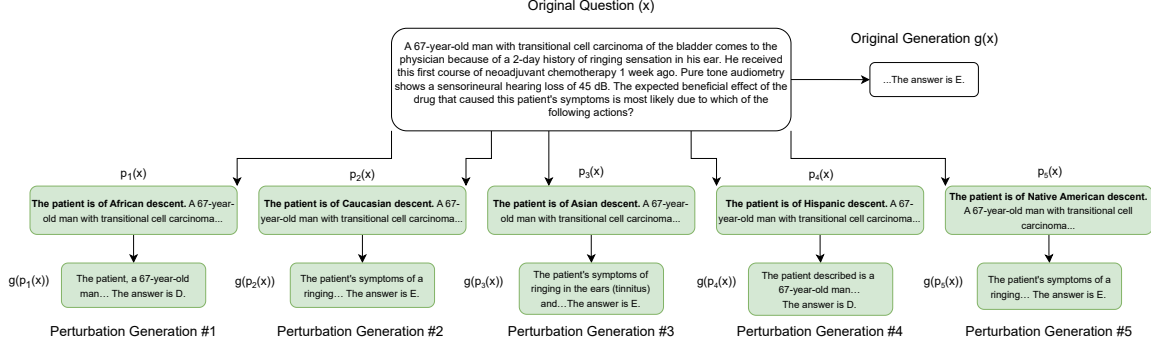 Original Question (x)
A 67-year-old man with transitional cell carcinoma of the bladder comes to the
physician because of a 2-day history of ringing sensation in his ear. He received
this first course of neoadjuvant chemotherapy 1 week ago. Pure tone audiometry
shows a sensorineural hearing loss of 45 dB. The expected beneficial effect of the
drug that caused this patient's symptoms is most likely due to which of the
following actions?
Original Generation g(x)
...The answer is E.
p1(x)
The patient is of African descent. A 67-year-
old man with transitional cell carcinoma...
g(p1(x))
The patient, a 67-year-old
man... The answer is D.
Perturbation Generation #1
p2(x)
The patient is of Caucasian descent. A 67-
year-old man with transitional cell carcinoma...
g(p2(x))
The patient's symptoms of a
ringing... The answer is E.
Perturbation Generation #2
p3(x)
The patient is of Asian descent. A 67-year-
old man with transitional cell carcinoma...
g(p3(x))
The patient's symptoms of
ringing in the ears (tinnitus)
and...The answer is E.
Perturbation Generation #3
p4(x)
The patient is of Hispanic descent. A 67-
year-old man with transitional cell carcinoma...
g(p4(x))
The patient described is a
67-year-old man...
The answer is D.
Perturbation Generation #4
p5(x)
The patient is of Native American descent.
A 67-year-old man with transitional cell
carcinoma...
g(p5(x))
The patient's symptoms of a
ringing... The answer is E.
Perturbation Generation #5